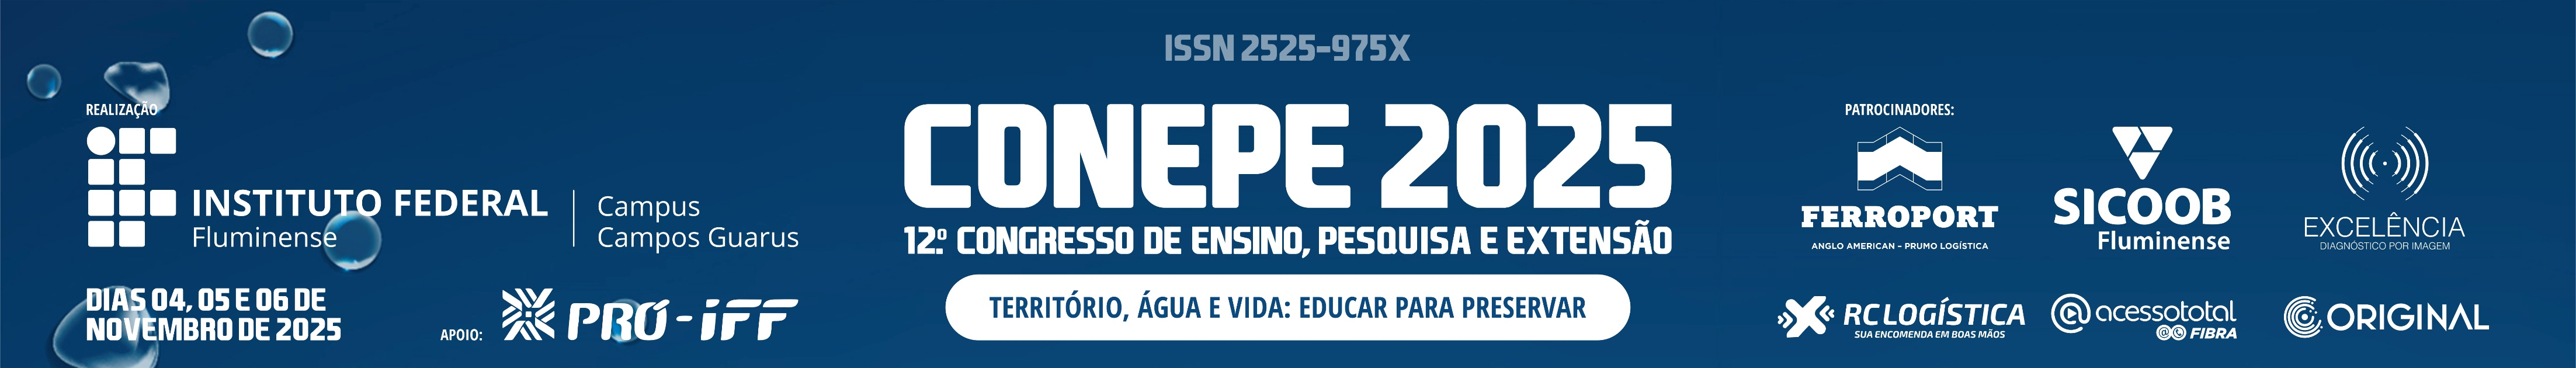 ISSN 2525-975X
REALIZAÇÃO
INSTITUTO FEDERAL
Fluminense
Campus
Campos Guarus
DIAS 04, 05 E 06 DE
NOVEMBRO DE 2025
APOIO:
PRÓ-IFF
CONEPE 2025
12º CONGRESSO DE ENSINO, PESQUISA E EXTENSÃO
TERRITÓRIO, ÁGUA E VIDA: EDUCAR PARA PRESERVAR
PATROCINADORES:
FERROPORT
ANGLO AMERICAN – PRUMO LOGÍSTICA
SICOOB
Fluminense
EXCELÊNCIA
DIAGNÓSTICO POR IMAGEM
RC LOGÍSTICA
SUA ENCOMENDA EM BOAS MÃOS
acessototal
FIBRA
ORIGINAL